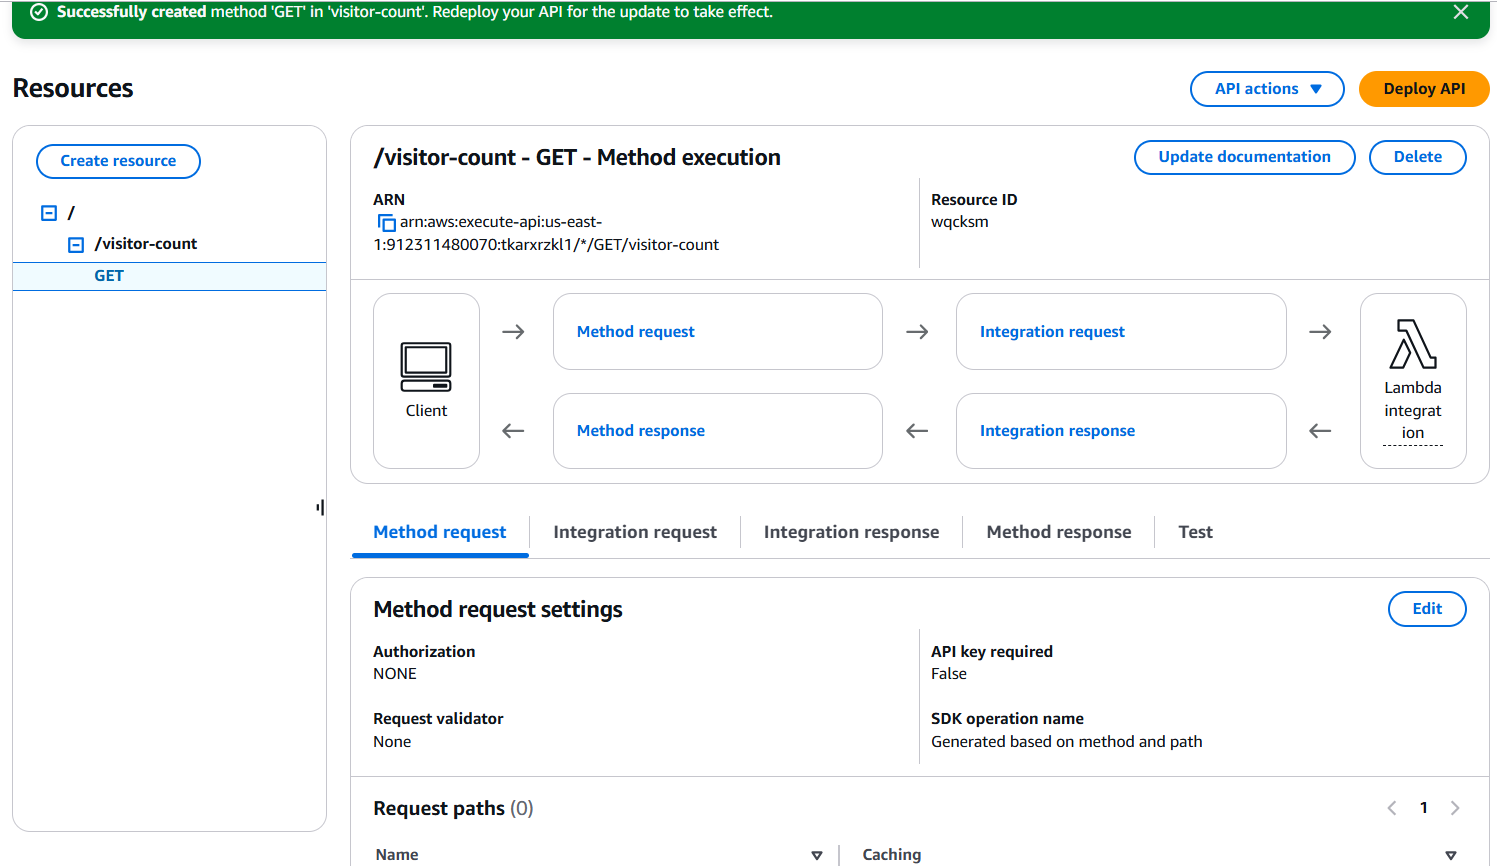 Successfully created method 'GET' in 'visitor-count'. Redeploy your API for the update to take effect.
Resources
API actions
Deploy API
Create resource
/
/visitor-count
GET
/visitor-count - GET - Method execution
Update documentation
Delete
ARN
arn:aws:execute-api:us-east-
1:912311480070:tkarxrzkl1/*/GET/visitor-count
Resource ID
wqcksm
Client
Method request
Integration request
Method response
Integration response
Lambda
integrat
ion
Method request
Integration request
Integration response
Method response
Test
Method request settings
Edit
Authorization
NONE
API key required
False
Request validator
None
SDK operation name
Generated based on method and path
Request paths (0)
1
Name
Caching